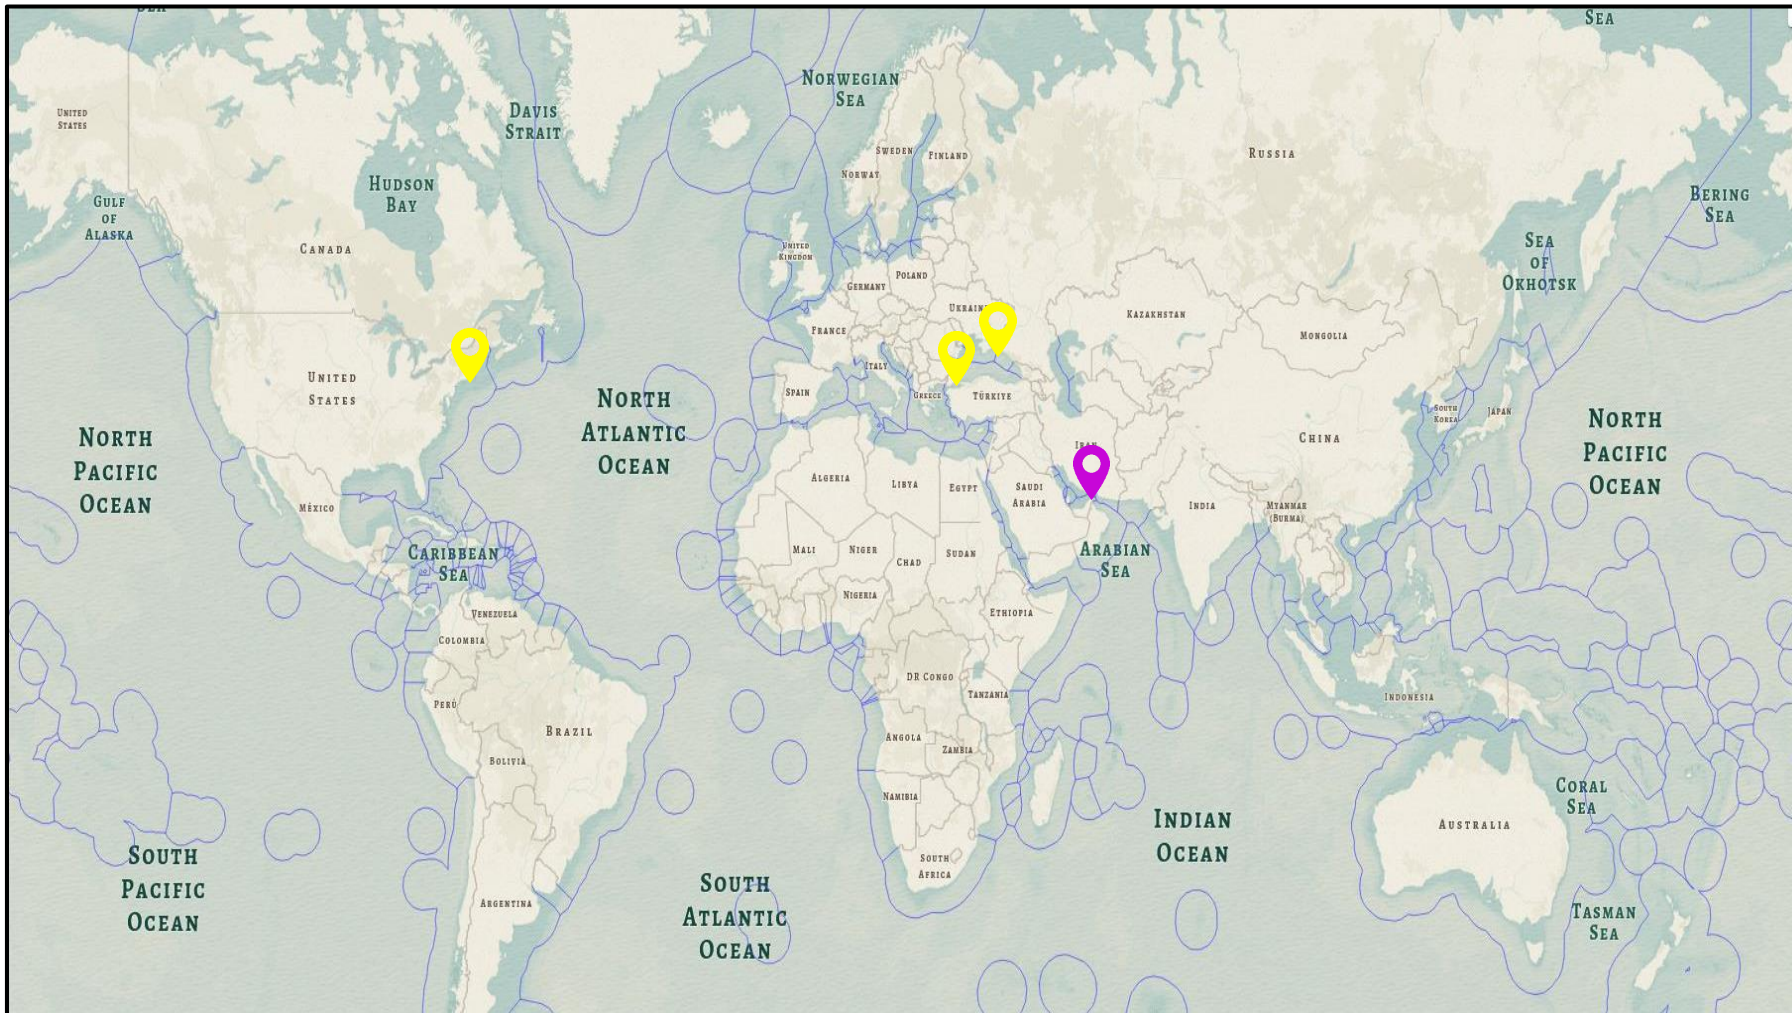 SEA
SEA
NORWEGIAN
SEA
DAVIS
STRAIT
UNITED
STATES
SWEDEN
FINLAND
NORWAY
RUSSIA
HUDSON
BAY
GULF
OF
ALASKA
BERING
SEA
CANADA
UNITED
KINGDOM
SEA
OF
OKHOTSK
POLAND
GERMANY
UKRAINE
KAZAKHSTAN
FRANCE
MONGOLIA
ITALY
UNITED
STATES
SPAIN
GREECE
TÜRKIYE
SOUTH
KOREA
JAPAN
NORTH
ATLANTIC
OCEAN
NORTH
PACIFIC
OCEAN
NORTH
PACIFIC
OCEAN
CHINA
IRAN
ALGERIA
LIBYA
EGYPT
SAUDI
ARABIA
INDIA
MYANMAR
(BURMA)
MÉXICO
CARIBBEAN
SEA
MALI
NIGER
CHAD
SUDAN
ARABIAN
SEA
NIGERIA
ETHIOPIA
VENEZUELA
COLOMBIA
DR CONGO
TANZANIA
INDONESIA
PERÚ
BRAZIL
ANGOLA
ZAMBIA
BOLIVIA
NAMIBIA
CORAL
SEA
INDIAN
OCEAN
AUSTRALIA
SOUTH
PACIFIC
OCEAN
SOUTH
AFRICA
SOUTH
ATLANTIC
OCEAN
ARGENTINA
TASMAN
SEA